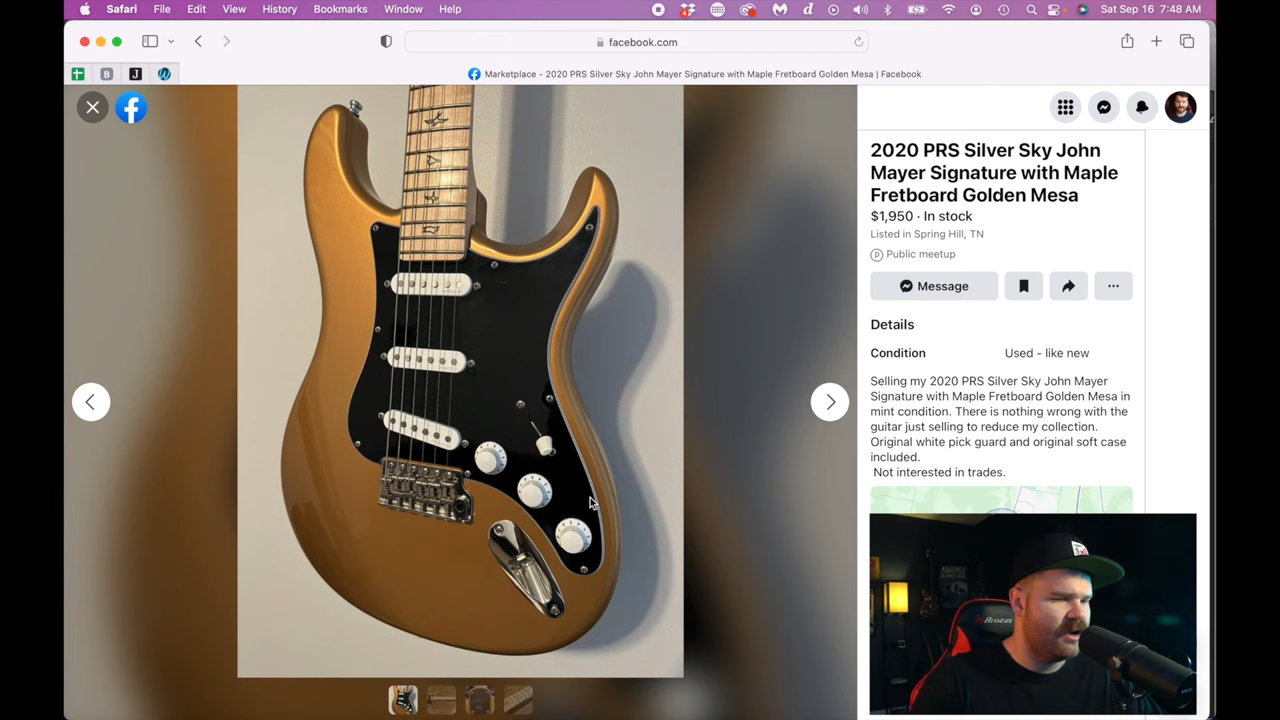 Safari File Edit View History Bookmarks Window Help
Sat Sep 16 7:48 AM
facebook.com
B J
Marketplace - 2020 PRS Silver Sky John Mayer Signature with Maple Fretboard Golden Mesa | Facebook
2020 PRS Silver Sky John
Mayer Signature with Maple
Fretboard Golden Mesa
$1,950 · In stock
Listed in Spring Hill, TN
Public meetup
Message
Details
Condition Used - like new
Selling my 2020 PRS Silver Sky John Mayer
Signature with Maple Fretboard Golden Mesa in
mint condition. There is nothing wrong with the
guitar just selling to reduce my collection.
Original white pick guard and original soft case
included.
Not interested in trades.
Arozzi